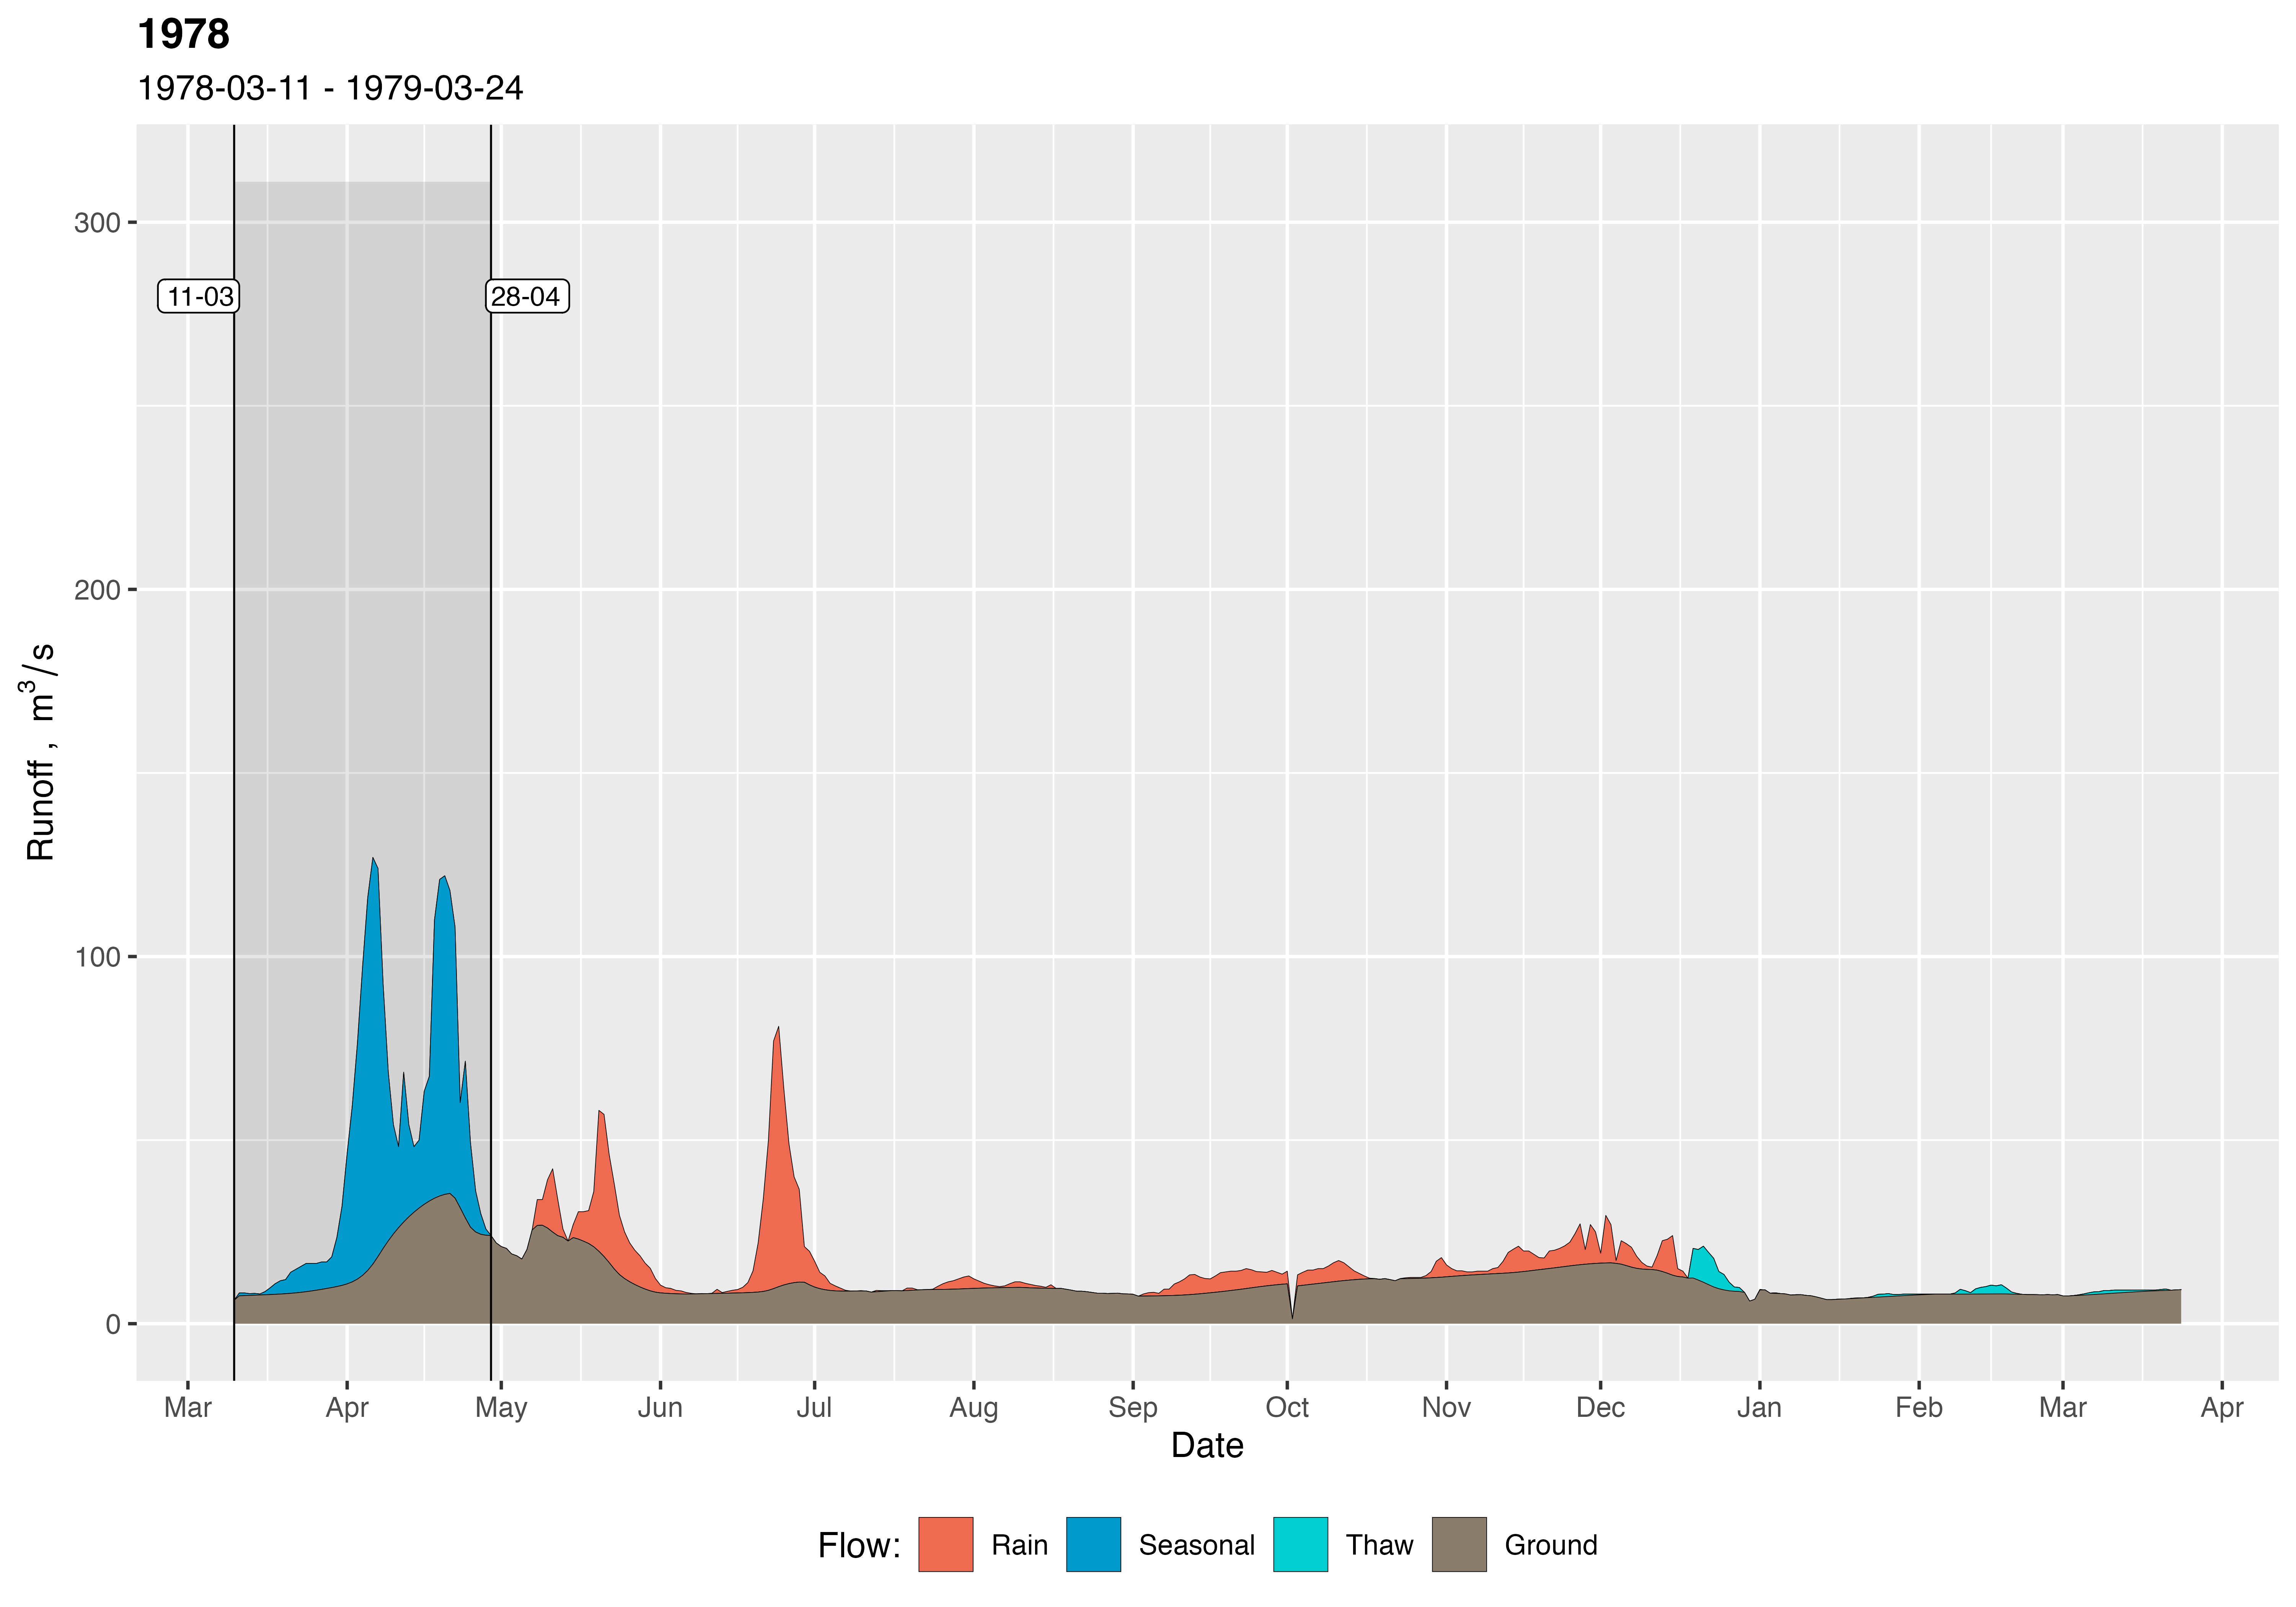 1978
1978-03-11 - 1979-03-24
300
200
100
0
Runoff , m³/s
11-03
28-04
Mar Apr May Jun Jul Aug Sep Oct Nov Dec Jan Feb Mar Apr
Date
Flow: Rain Seasonal Thaw Ground